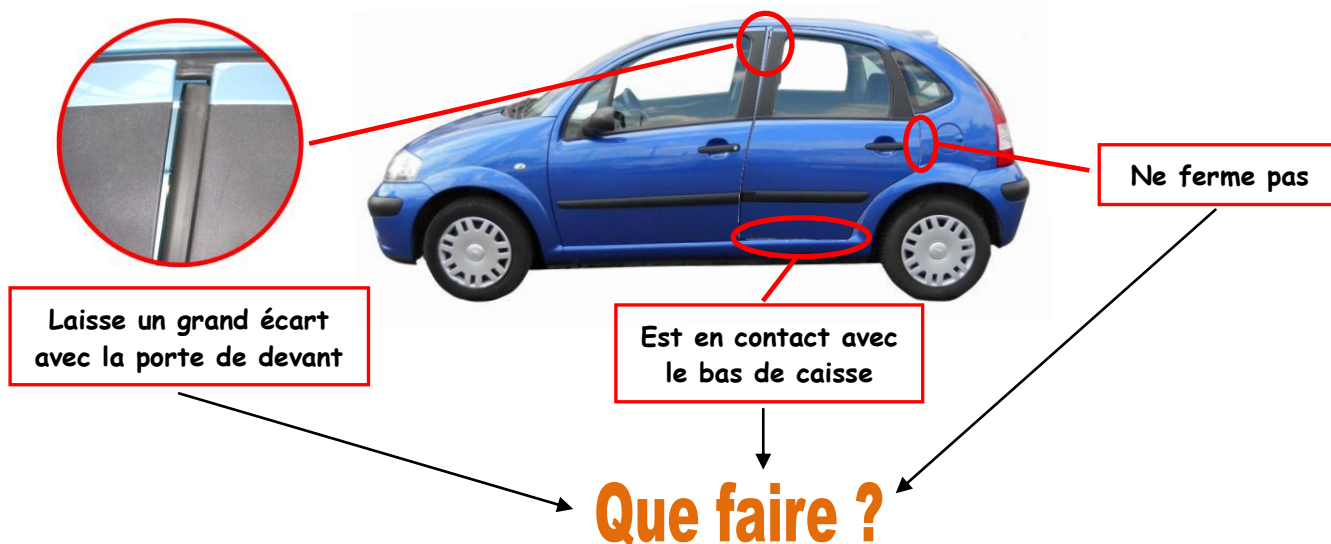 Ne ferme pas
Laisse un grand écart
avec la porte de devant
Est en contact avec
le bas de caisse
Que faire ?